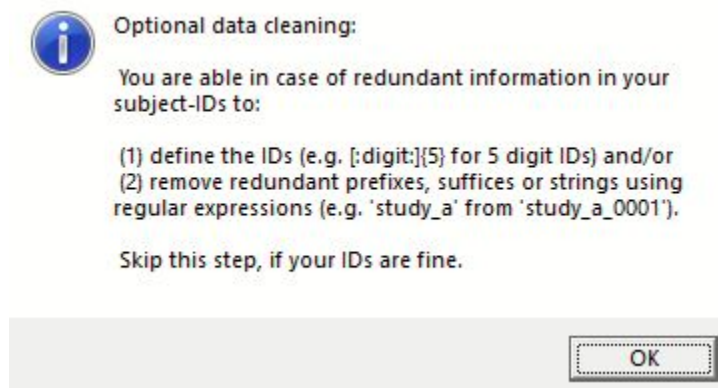 Optional data cleaning:
You are able in case of redundant information in your
subject-IDs to:
(1) define the IDs (e.g. [:digit:]{5} for 5 digit IDs) and/or
(2) remove redundant prefixes, suffices or strings using
regular expressions (e.g. 'study_a' from 'study_a_0001').
Skip this step, if your IDs are fine.
OK